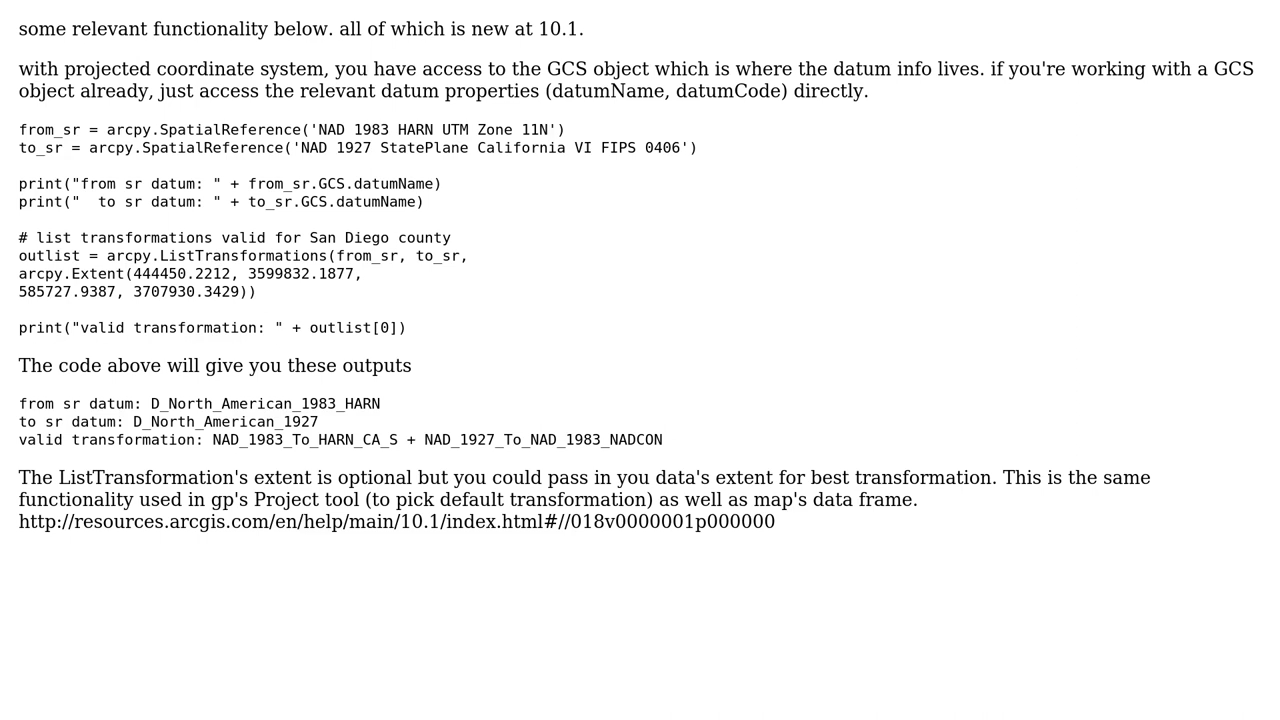 some relevant functionality below. all of which is new at 10.1.
with projected coordinate system, you have access to the GCS object which is where the datum info lives. if you're working with a GCS
object already, just access the relevant datum properties (datumName, datumCode) directly.
from_sr = arcpy.SpatialReference('NAD 1983 HARN UTM Zone 11N')
to_sr = arcpy.SpatialReference('NAD 1927 StatePlane California VI FIPS 0406')
print("from sr datum: " + from_sr.GCS.datumName)
print("  to sr datum: " + to_sr.GCS.datumName)
# list transformations valid for San Diego county
outlist = arcpy.ListTransformations(from_sr, to_sr,
arcpy.Extent(444450.2212, 3599832.1877,
585727.9387, 3707930.3429))
print("valid transformation: " + outlist[0])
The code above will give you these outputs
from sr datum: D_North_American_1983_HARN
to sr datum: D_North_American_1927
valid transformation: NAD_1983_To_HARN_CA_S + NAD_1927_To_NAD_1983_NADCON
The ListTransformation's extent is optional but you could pass in you data's extent for best transformation. This is the same
functionality used in gp's Project tool (to pick default transformation) as well as map's data frame.
http://resources.arcgis.com/en/help/main/10.1/index.html#//018v0000001p000000